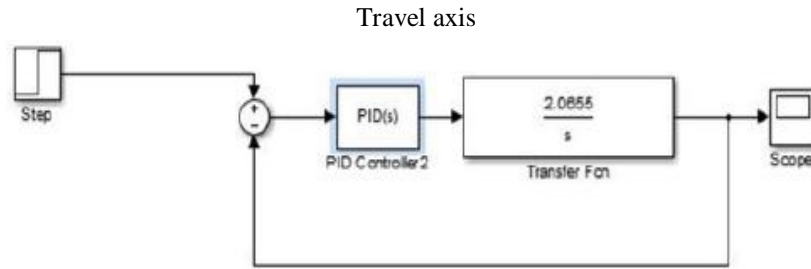 Travel axis
Step
+
−
PID(s)
PID Controller2
2.0655
s
Transfer Fcn
Scope